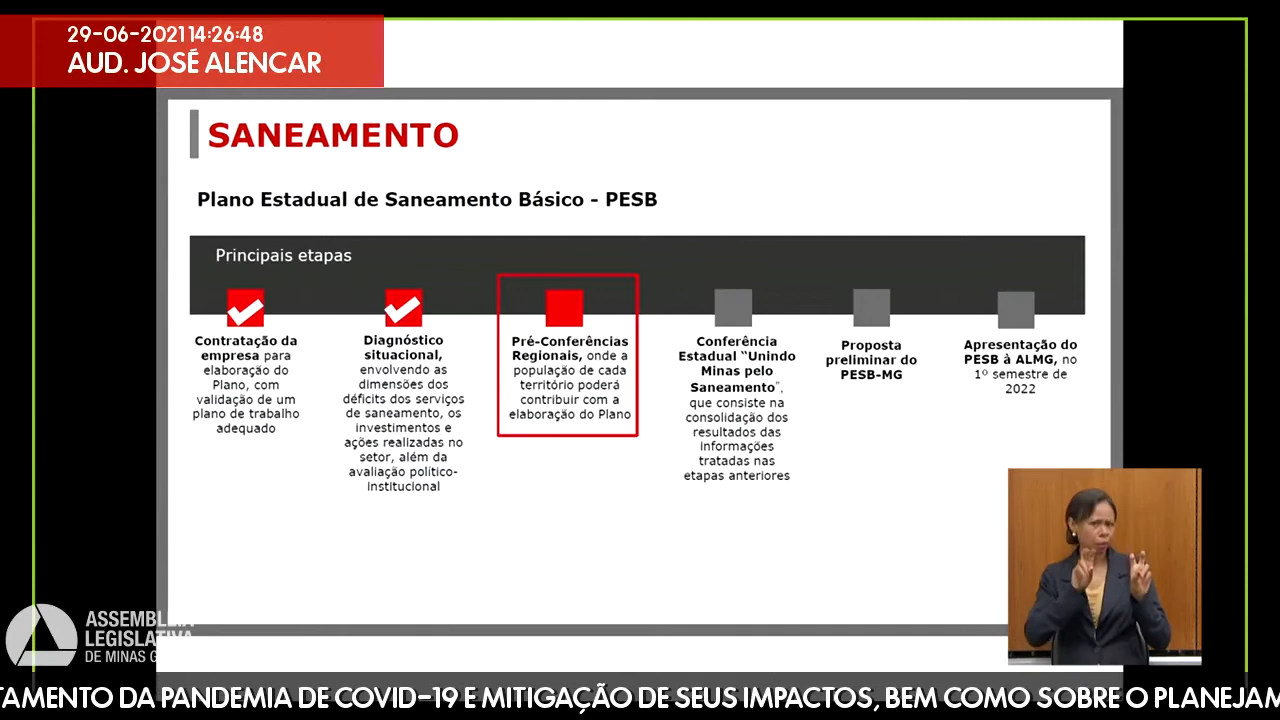 29-06-2021 14:26:48
AUD. JOSÉ ALENCAR
SANEAMENTO
Plano Estadual de Saneamento Básico - PESB
Principais etapas
Contratação da
empresa para
elaboração do
Plano, com
validação de um
plano de trabalho
adequado
Diagnóstico
situacional,
envolvendo as
dimensões dos
déficits dos serviços
de saneamento, os
investimentos e
ações realizadas no
setor, além da
avaliação político-
institucional
Pré-Conferências
Regionais, onde a
população de cada
território poderá
contribuir com a
elaboração do Plano
Conferência
Estadual “Unindo
Minas pelo
Saneamento”,
que consiste na
consolidação dos
resultados das
informações
tratadas nas
etapas anteriores
Proposta
preliminar do
PESB-MG
Apresentação do
PESB à ALMG, no
1º semestre de
2022
ASSEMBLEIA
LEGISLATIVA
DE MINAS G
TAMENTO DA PANDEMIA DE COVID-19 E MITIGAÇÃO DE SEUS IMPACTOS, BEM COMO SOBRE O PLANEJAM